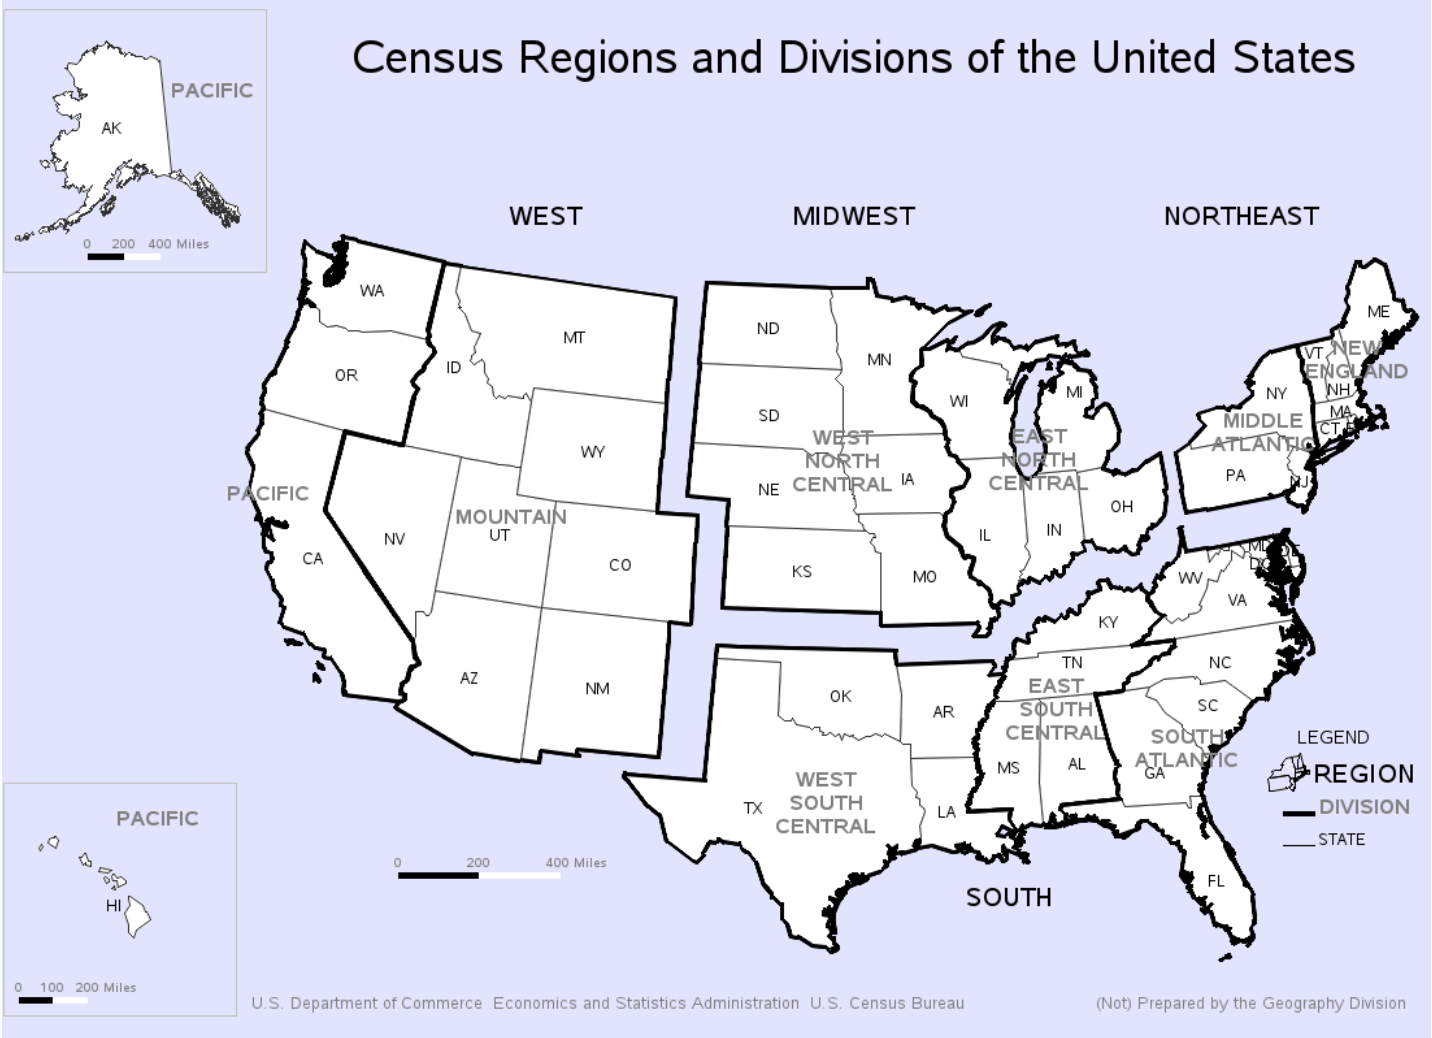 Census Regions and Divisions of the United States
PACIFIC
AK
0 200 400 Miles
WEST
MIDWEST
NORTHEAST
WA
MT
OR
ID
WY
PACIFIC
MOUNTAIN
NV
UT
CO
CA
AZ
NM
ND
MN
SD
WI
MI
WEST
NORTH
CENTRAL
EAST
NORTH
CENTRAL
NE
IA
IL
IN
OH
KS
MO
ME
VT
NEW
ENGLAND
NH
NY
MA
MIDDLE
ATLANTIC
CT
PA
NJ
MD
DE
DC
WV
VA
KY
TN
NC
EAST
SOUTH
CENTRAL
SC
OK
AR
SOUTH
ATLANTIC
MS
AL
GA
WEST
SOUTH
CENTRAL
TX
LA
FL
SOUTH
LEGEND
REGION
DIVISION
STATE
0 200 400 Miles
PACIFIC
HI
0 100 200 Miles
U.S. Department of Commerce Economics and Statistics Administration U.S. Census Bureau
(Not) Prepared by the Geography Division